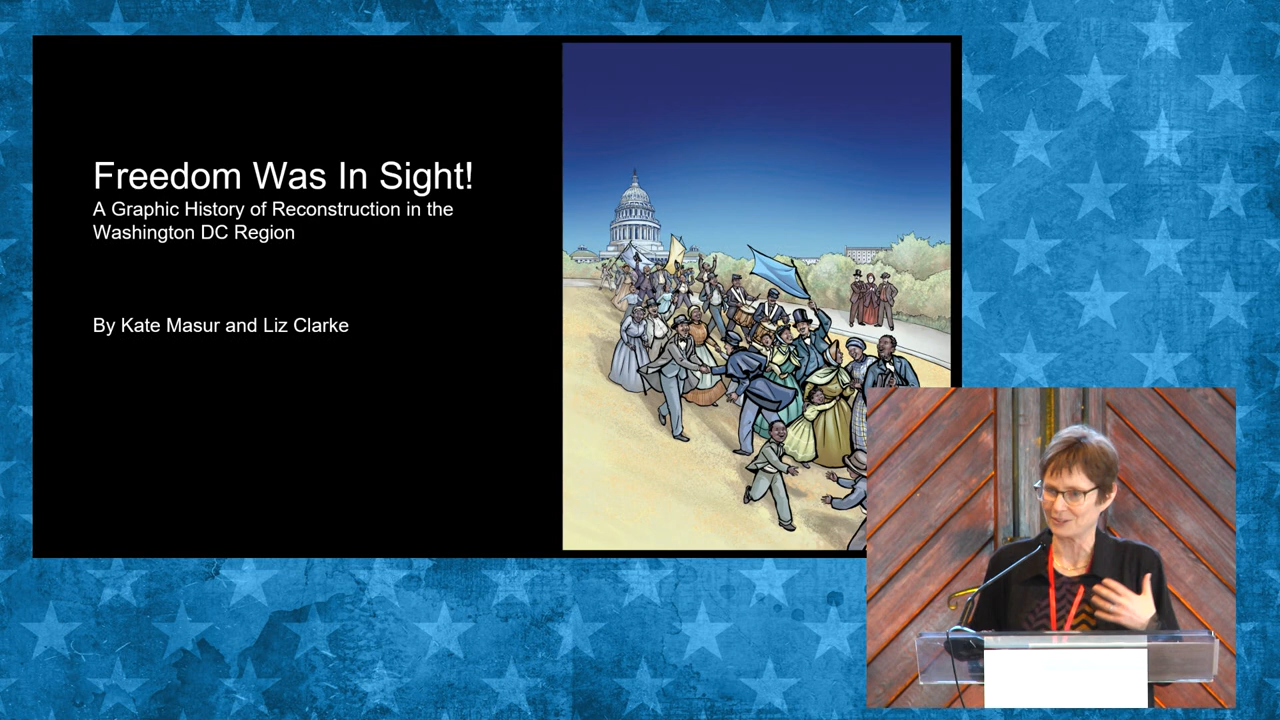 Freedom Was In Sight!
A Graphic History of Reconstruction in the
Washington DC Region
By Kate Masur and Liz Clarke